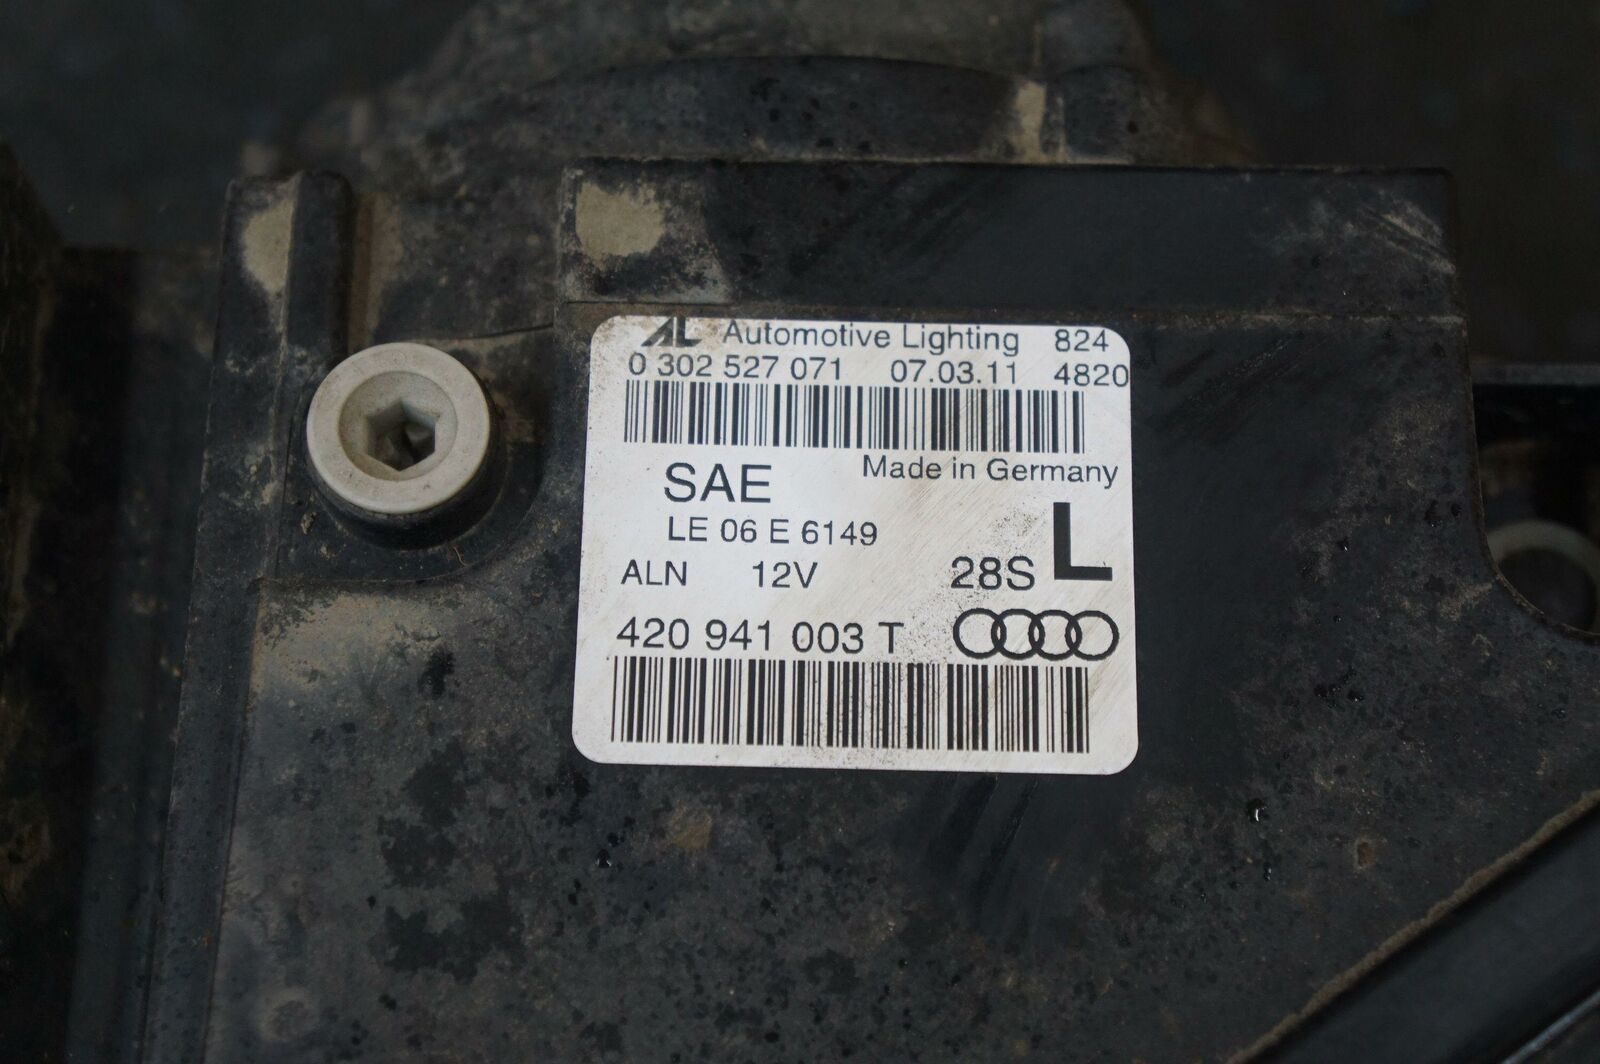 AL Automotive Lighting 824
0 302 527 071 07.03.11 4820
Made in Germany
SAE
LE 06 E 6149
L
ALN 12V 28S
420 941 003 T